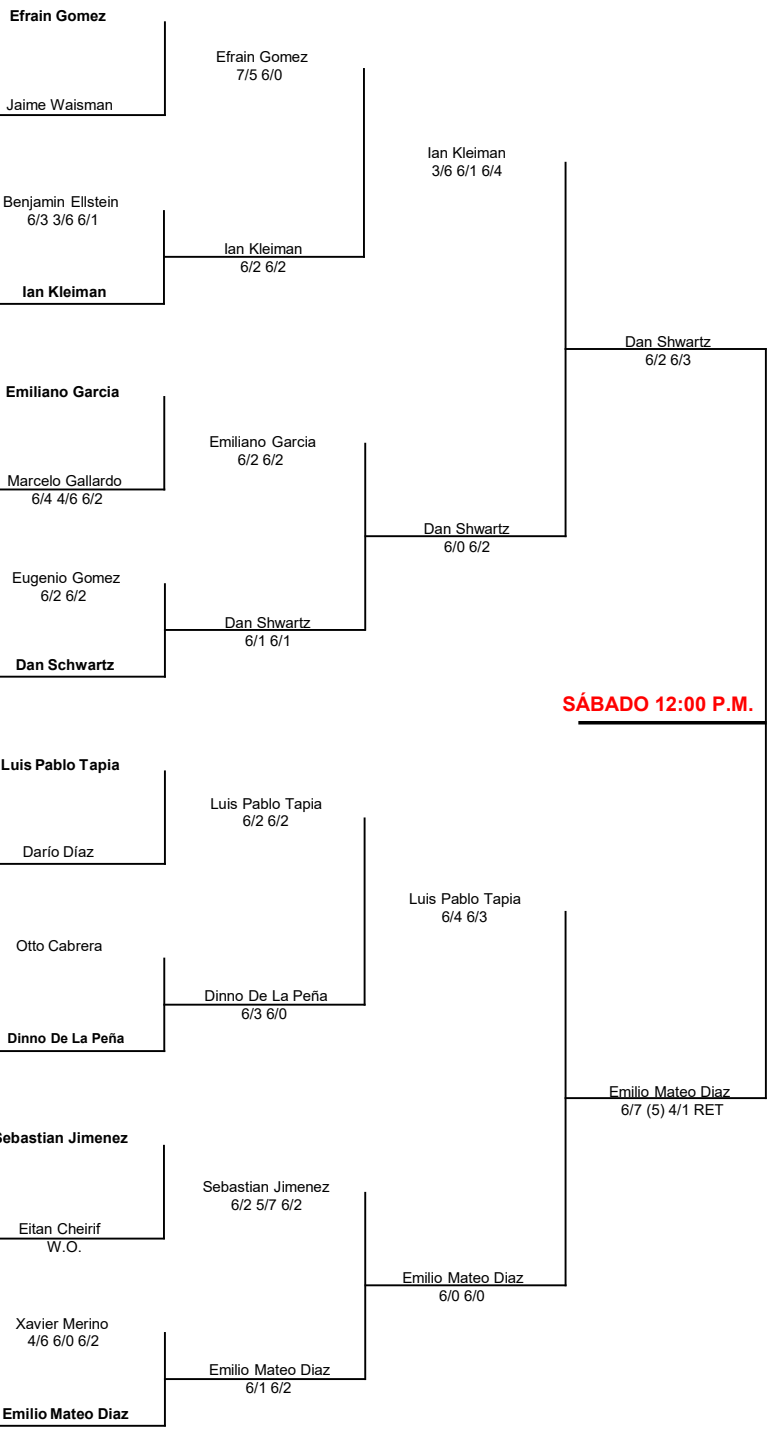 Efrain Gomez
Efrain Gomez
7/5 6/0
Jaime Waisman
Ian Kleiman
3/6 6/1 6/4
Benjamin Ellstein
6/3 3/6 6/1
Ian Kleiman
6/2 6/2
Ian Kleiman
Dan Shwartz
6/2 6/3
Emiliano Garcia
Emiliano Garcia
6/2 6/2
Marcelo Gallardo
6/4 4/6 6/2
Dan Shwartz
6/0 6/2
Eugenio Gomez
6/2 6/2
Dan Shwartz
6/1 6/1
Dan Schwartz
SÁBADO 12:00 P.M.
Luis Pablo Tapia
Luis Pablo Tapia
6/2 6/2
Darío Díaz
Luis Pablo Tapia
6/4 6/3
Otto Cabrera
Dinno De La Peña
6/3 6/0
Dinno De La Peña
Emilio Mateo Diaz
6/7 (5) 4/1 RET
Sebastian Jimenez
Sebastian Jimenez
6/2 5/7 6/2
Eitan Cheirif
W.O.
Emilio Mateo Diaz
6/0 6/0
Xavier Merino
4/6 6/0 6/2
Emilio Mateo Diaz
6/1 6/2
Emilio Mateo Diaz